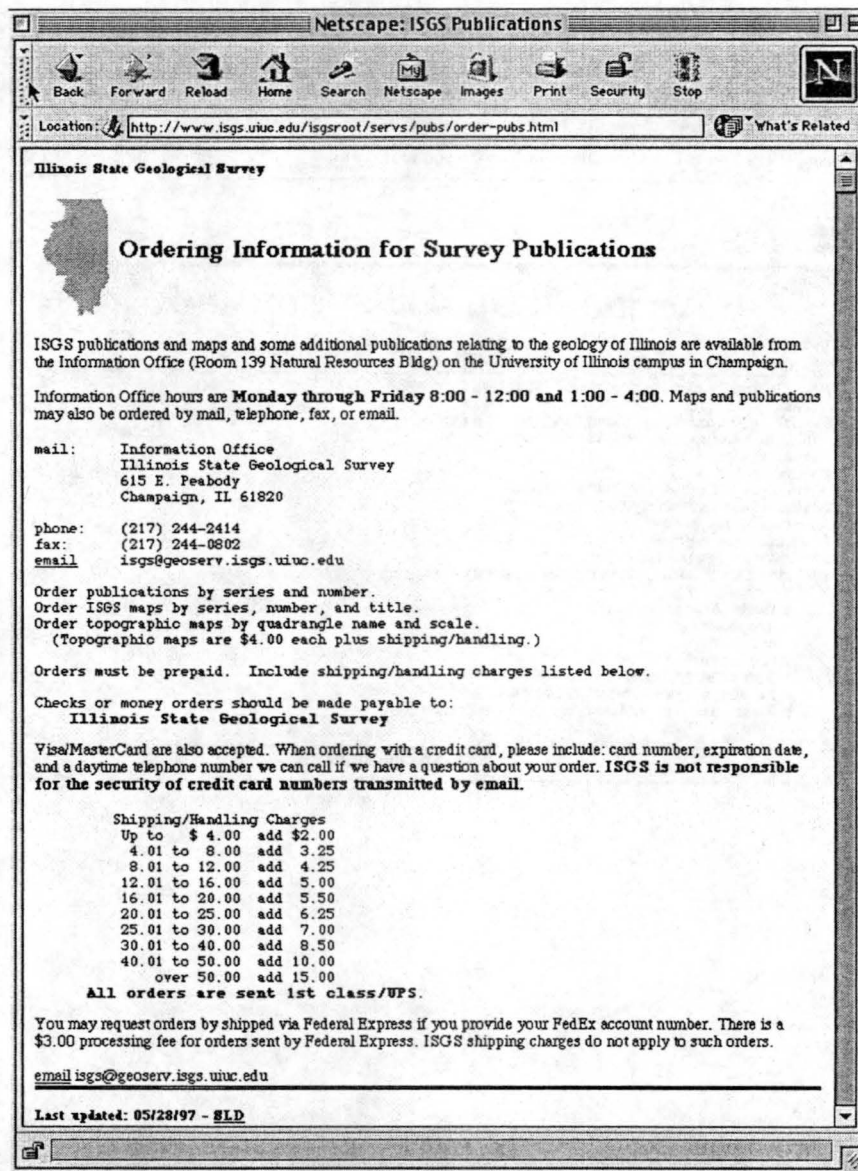 Netscape: ISGS Publications
Back Forward Reload Home Search Netscape Images Print Security Stop
My
N
Location: http://www.isgs.uiuc.edu/isgsroot/servs/pubs/order-pubs.html What's Related
Illinois State Geological Survey
Ordering Information for Survey Publications
ISGS publications and maps and some additional publications relating to the geology of Illinois are available from
the Information Office (Room 139 Natural Resources Bldg) on the University of Illinois campus in Champaign.
Information Office hours are Monday through Friday 8:00 - 12:00 and 1:00 - 4:00. Maps and publications
may also be ordered by mail, telephone, fax, or email.
mail: Information Office
Illinois State Geological Survey
615 E. Peabody
Champaign, IL 61820
phone: (217) 244-2414
fax: (217) 244-0802
email isgs@geoserv.isgs.uiuc.edu
Order publications by series and number.
Order ISGS maps by series, number, and title.
Order topographic maps by quadrangle name and scale.
(Topographic maps are $4.00 each plus shipping/handling.)
Orders must be prepaid. Include shipping/handling charges listed below.
Checks or money orders should be made payable to:
Illinois State Geological Survey
Visa/MasterCard are also accepted. When ordering with a credit card, please include: card number, expiration date,
and a daytime telephone number we can call if we have a question about your order. ISGS is not responsible
for the security of credit card numbers transmitted by email.
Shipping/Handling Charges
Up to $ 4.00 add $2.00
4.01 to 8.00 add 3.25
8.01 to 12.00 add 4.25
12.01 to 16.00 add 5.00
16.01 to 20.00 add 5.50
20.01 to 25.00 add 6.25
25.01 to 30.00 add 7.00
30.01 to 40.00 add 8.50
40.01 to 50.00 add 10.00
over 50.00 add 15.00
All orders are sent 1st class/UPS.
You may request orders by shipped via Federal Express if you provide your FedEx account number. There is a
$3.00 processing fee for orders sent by Federal Express. ISGS shipping charges do not apply to such orders.
email isgs@geoserv.isgs.uiuc.edu
Last updated: 05/28/97 - SLD